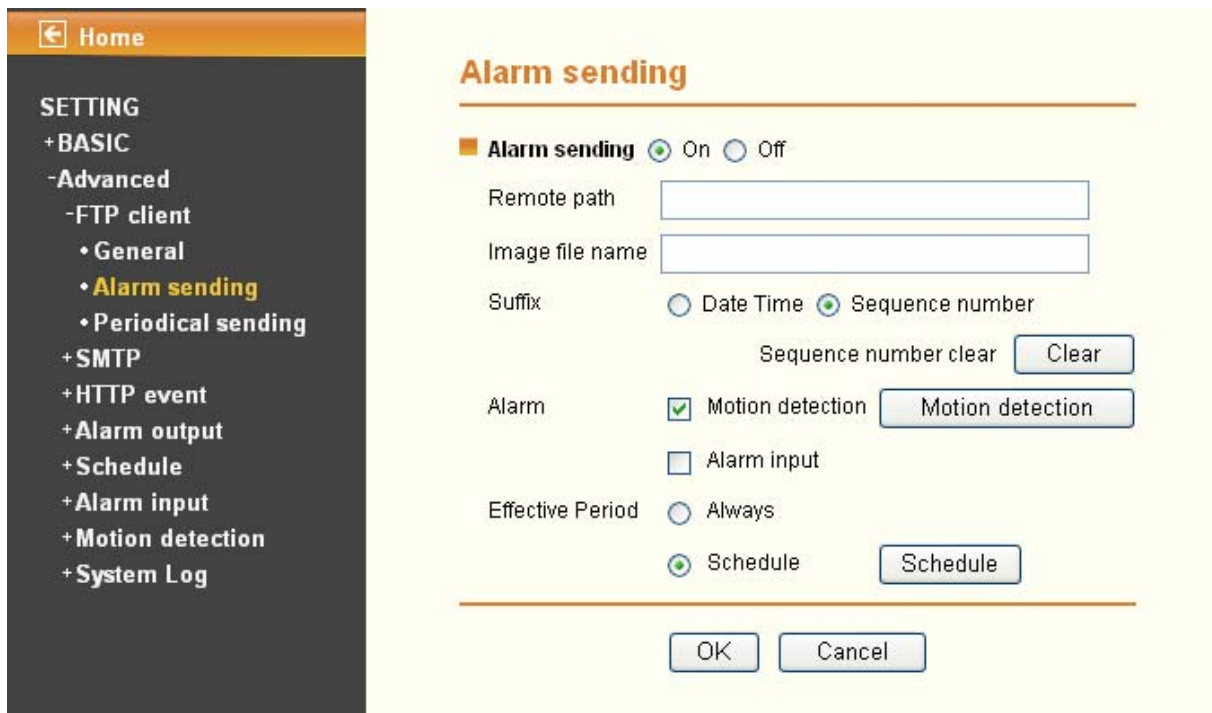 Home
SETTING
+BASIC
-Advanced
-FTP client
•General
•Alarm sending
•Periodical sending
+SMTP
+HTTP event
+Alarm output
+Schedule
+Alarm input
+Motion detection
+System Log
Alarm sending
Alarm sending On Off
Remote path
Image file name
Suffix Date Time Sequence number
Sequence number clear Clear
Alarm Motion detection Motion detection
Alarm input
Effective Period Always
Schedule Schedule
OK Cancel